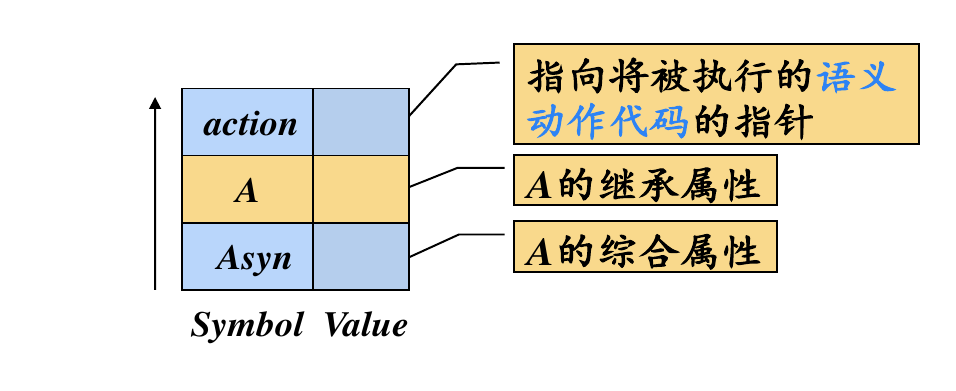 指向将被执行的语义
动作代码的指针
action
A
A的继承属性
Asyn
A的综合属性
Symbol Value